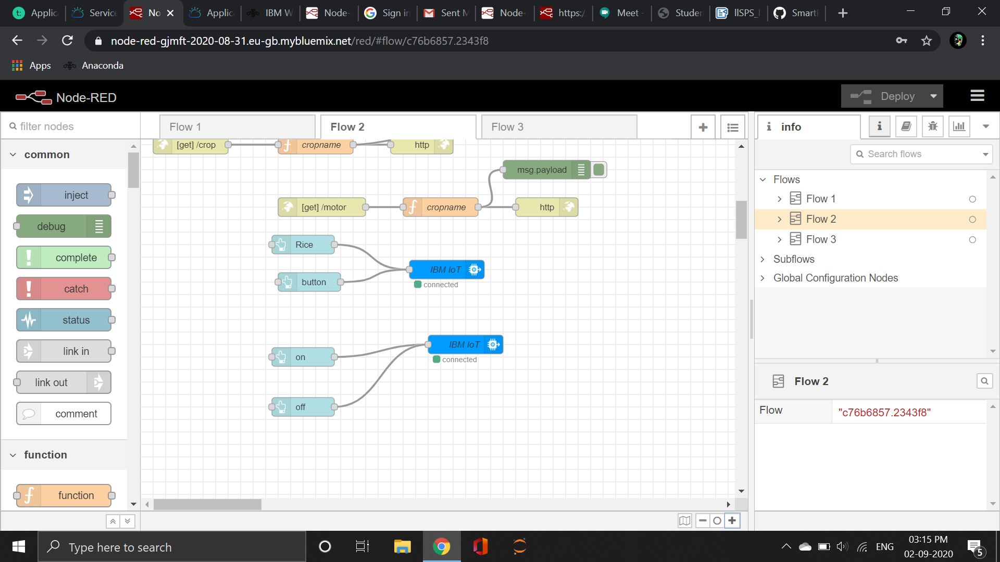 Applic
Service
No
Applic
IBM W
Node-
Sign in
Sent M
Node-
https:/
Meet -
Studen
IISPS_
Smart
node-red-gjmft-2020-08-31.eu-gb.mybluemix.net/red/#flow/c76b6857.2343f8
Apps
Anaconda
Node-RED
Deploy
filter nodes
Flow 1
Flow 2
Flow 3
info
common
inject
debug
complete
catch
status
link in
link out
comment
function
function
[get] /crop
cropname
http
msg.payload
[get] /motor
cropname
http
Rice
button
IBM IoT
connected
on
off
IBM IoT
connected
Search flows
Flows
Flow 1
Flow 2
Flow 3
Subflows
Global Configuration Nodes
Flow 2
Flow
"c76b6857.2343f8"
Type here to search
ENG
03:15 PM
02-09-2020
5